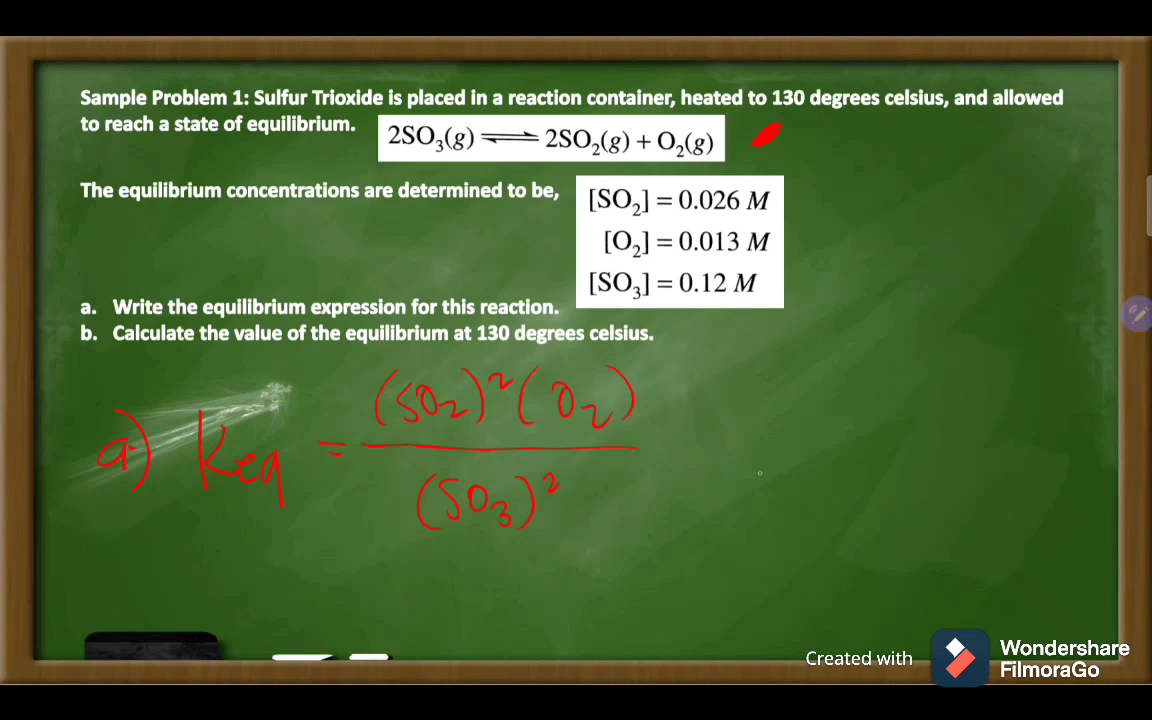 Sample Problem 1: Sulfur Trioxide is placed in a reaction container, heated to 130 degrees celsius, and allowed
to reach a state of equilibrium.
2SO₃(g) ⇌ 2SO₂(g) + O₂(g)
The equilibrium concentrations are determined to be,
[SO₂] = 0.026 M
[O₂] = 0.013 M
[SO₃] = 0.12 M
a. Write the equilibrium expression for this reaction.
b. Calculate the value of the equilibrium at 130 degrees celsius.
(SO₂)² (O₂)
a) Keq =
(SO₃)²
Created with
Wondershare
FilmoraGo